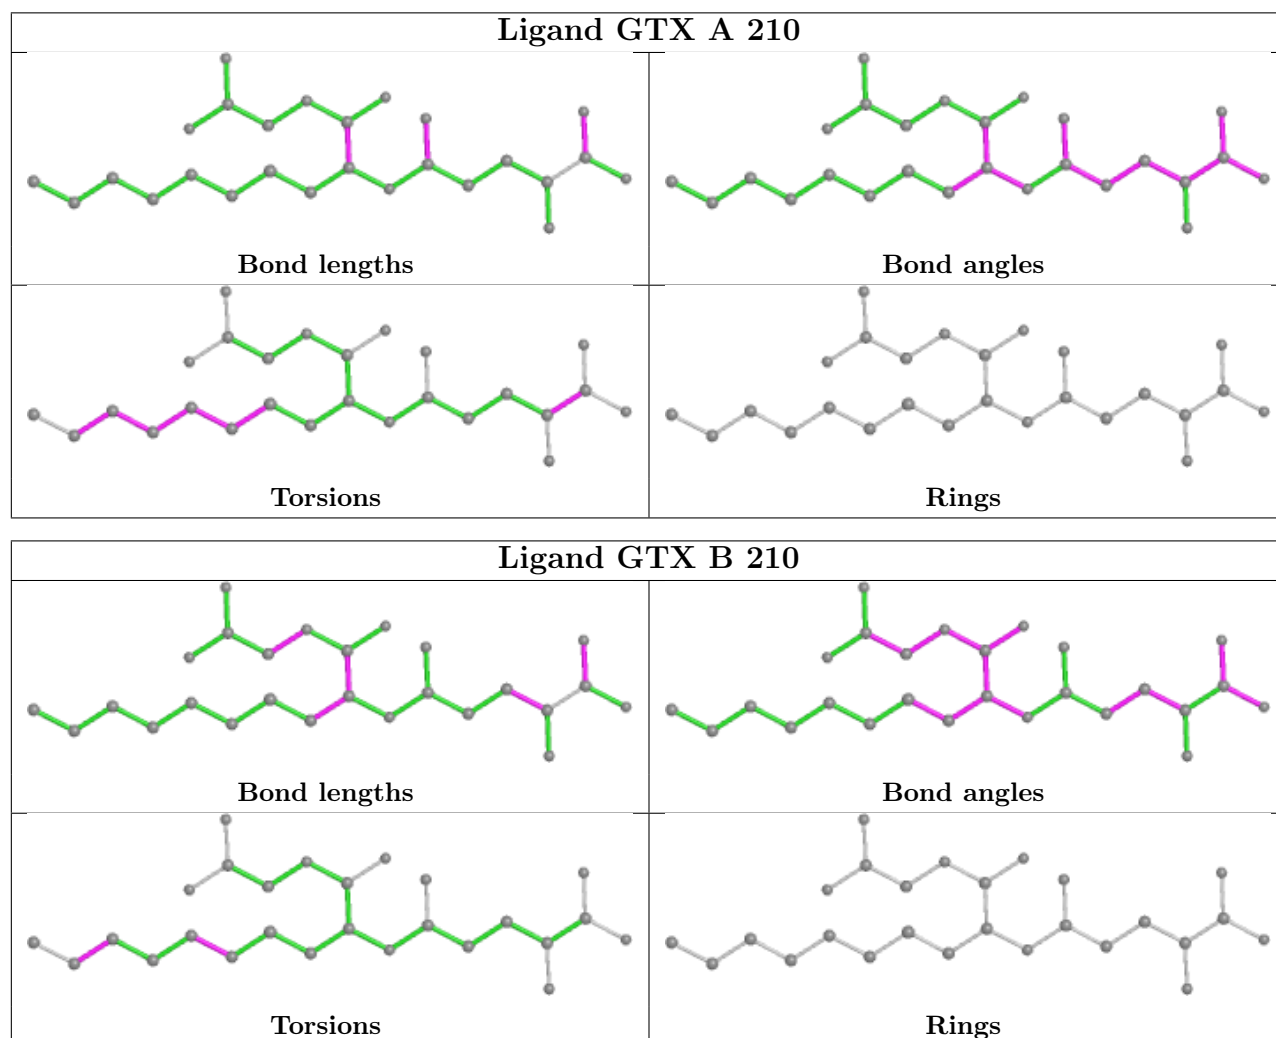 Ligand GTX A 210
Bond lengths
Bond angles
Torsions
Rings
Ligand GTX B 210
Bond lengths
Bond angles
Torsions
Rings